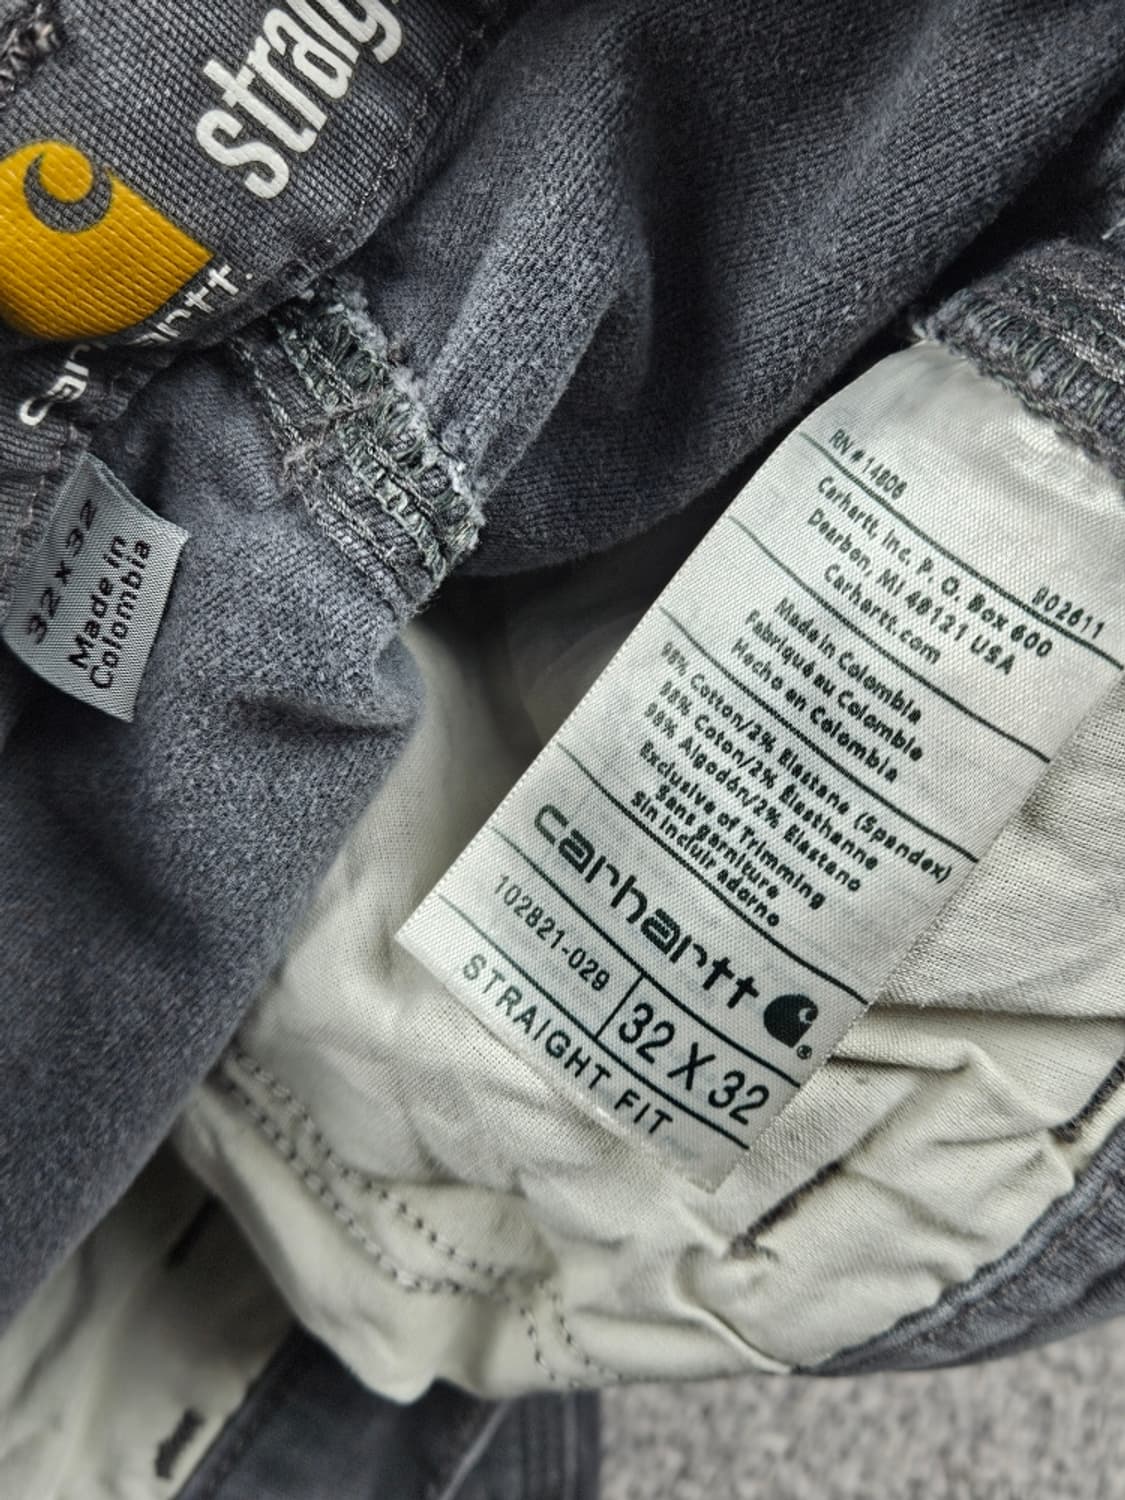 carhartt
32 x 32
Made in
Colombia
RN # 14806
Carhartt, Inc. P. O. Box 600
Dearborn, MI 48121 USA
Carhartt.com
Made in Colombia
Fabriqué au Colombie
Hecho en Colombia
98% Cotton/2% Elastane (Spandex)
98% Coton/2% Élasthanne
98% Algodón/2% Elastano
Exclusive of Trimming
Sans garniture
Sin incluir adorno
carhartt
102821-029
32 X 32
STRAIGHT FIT